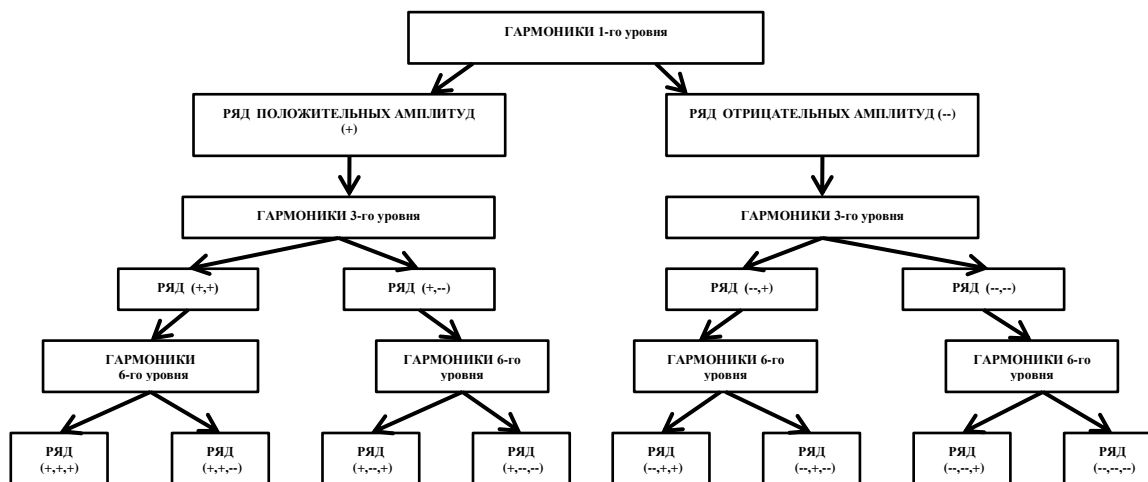 ГАРМОНИКИ 1-го уровня
РЯД ПОЛОЖИТЕЛЬНЫХ АМПЛИТУД
(+)
РЯД ОТРИЦАТЕЛЬНЫХ АМПЛИТУД (--)
ГАРМОНИКИ 3-го уровня
ГАРМОНИКИ 3-го уровня
РЯД (+,+)
РЯД (+,--)
РЯД (--,+)
РЯД (--,--)
ГАРМОНИКИ
6-го уровня
ГАРМОНИКИ 6-го
уровня
ГАРМОНИКИ 6-го
уровня
ГАРМОНИКИ 6-го
уровня
РЯД
(+,+,+)
РЯД
(+,+,--)
РЯД
(+,--,+)
РЯД
(+,--,--)
РЯД
(--,+,+)
РЯД
(--,+,--)
РЯД
(--,--,+)
РЯД
(--,--,--)